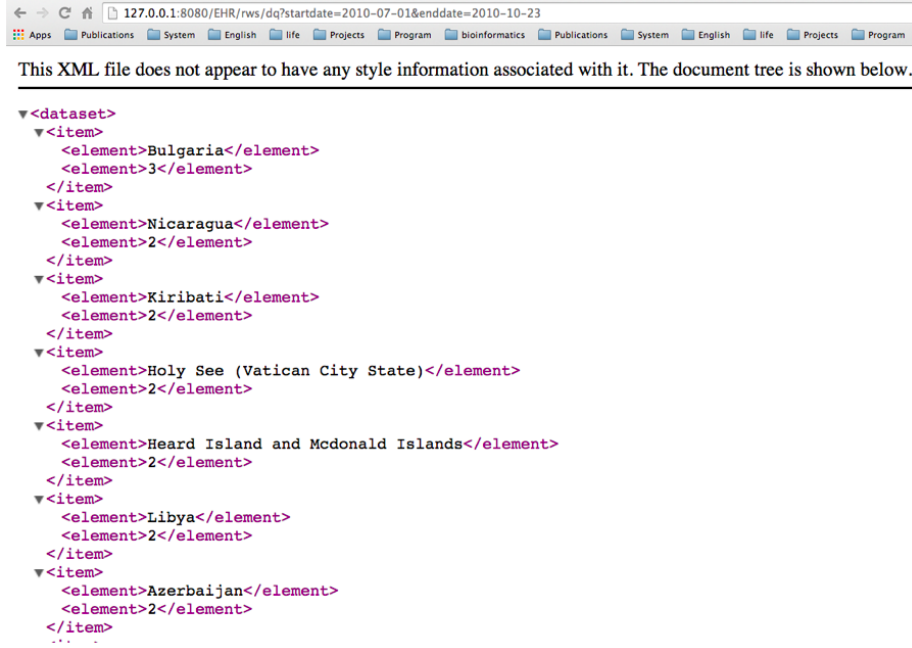 127.0.0.1:8080/EHR/rws/dq?startdate=2010-07-01&enddate=2010-10-23
Apps Publications System English life Projects Program bioinformatics Publications System English life Projects Program
This XML file does not appear to have any style information associated with it. The document tree is shown below.
▼<dataset>
▼<item>
<element>Bulgaria</element>
<element>3</element>
</item>
▼<item>
<element>Nicaragua</element>
<element>2</element>
</item>
▼<item>
<element>Kiribati</element>
<element>2</element>
</item>
▼<item>
<element>Holy See (Vatican City State)</element>
<element>2</element>
</item>
▼<item>
<element>Heard Island and Mcdonald Islands</element>
<element>2</element>
</item>
▼<item>
<element>Libya</element>
<element>2</element>
</item>
▼<item>
<element>Azerbaijan</element>
<element>2</element>
</item>